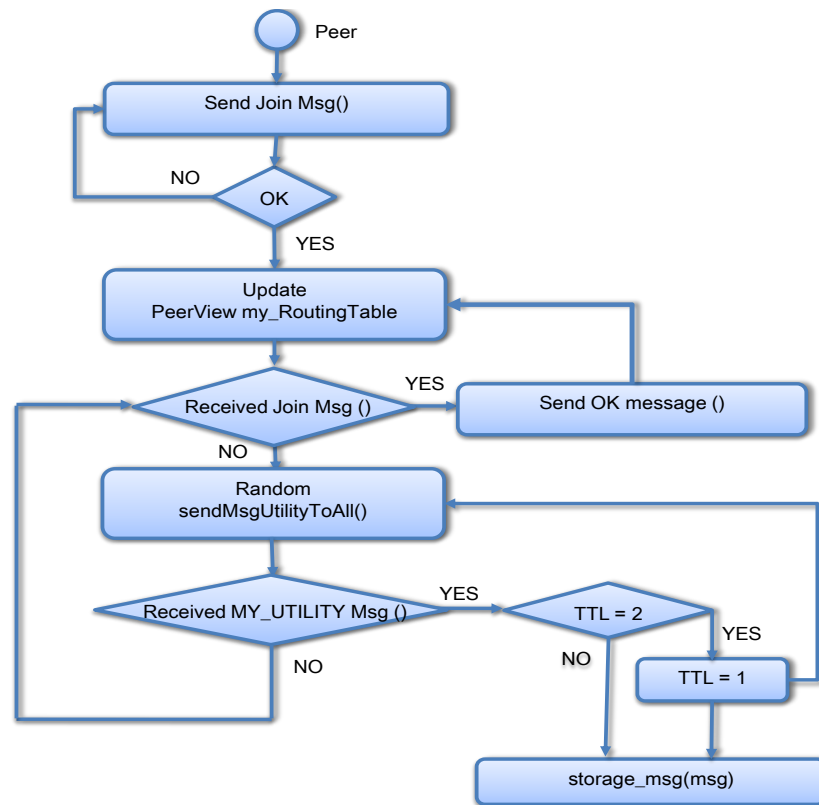 Peer
Send Join Msg()
NO
OK
YES
Update
PeerView my_RoutingTable
Received Join Msg ()
YES
Send OK message ()
NO
Random
sendMsgUtilityToAll()
Received MY_UTILITY Msg ()
YES
TTL = 2
YES
NO
NO
TTL = 1
storage_msg(msg)